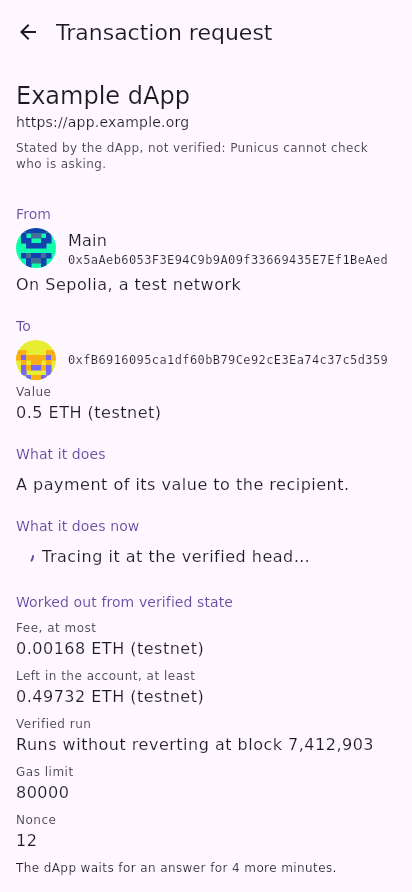 Transaction request
Example dApp
https://app.example.org
Stated by the dApp, not verified: Punicus cannot check
who is asking.
From
Main
0x5aAeb6053F3E94C9b9A09f33669435E7Ef1BeAed
On Sepolia, a test network
To
0xfB6916095ca1df60bB79Ce92cE3Ea74c37c5d359
Value
0.5 ETH (testnet)
What it does
A payment of its value to the recipient.
What it does now
Tracing it at the verified head…
Worked out from verified state
Fee, at most
0.00168 ETH (testnet)
Left in the account, at least
0.49732 ETH (testnet)
Verified run
Runs without reverting at block 7,412,903
Gas limit
80000
Nonce
12
The dApp waits for an answer for 4 more minutes.